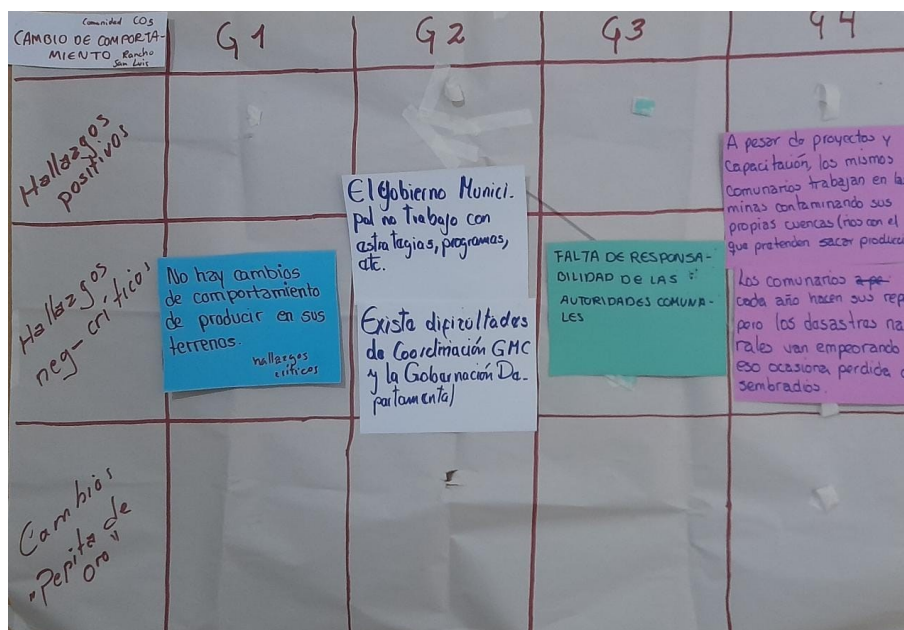 Comunidad COS
CAMBIO DE COMPORTA-
MIENTO Rancho
San Luis
G1
G2
G3
G4
Hallazgos
positivos
Hallazgos
neg-críticos
Cambios
"Pepita de
oro"
No hay cambios
de comportamiento
de producir en sus
terrenos.
hallazgos
críticos
El Gobierno Munici-
pal no trabajo con
estrategias, programas,
etc.
Existe dificultades
de Coordinación GMC
y la Gobernación De-
partamental
FALTA DE RESPONSA-
BILIDAD DE LAS
AUTORIDADES COMUNA-
LES
A pesar de proyectos y
Capacitación, los mismos
Comunarios trabajan en la
minas contaminando sus
propias cuencas (rios con el
que pretenden sacar producc
Los comunarios
cada año hacen sus rep
pero los desastres na
rales van empeorando
eso ocasiona perdida
sembradios.